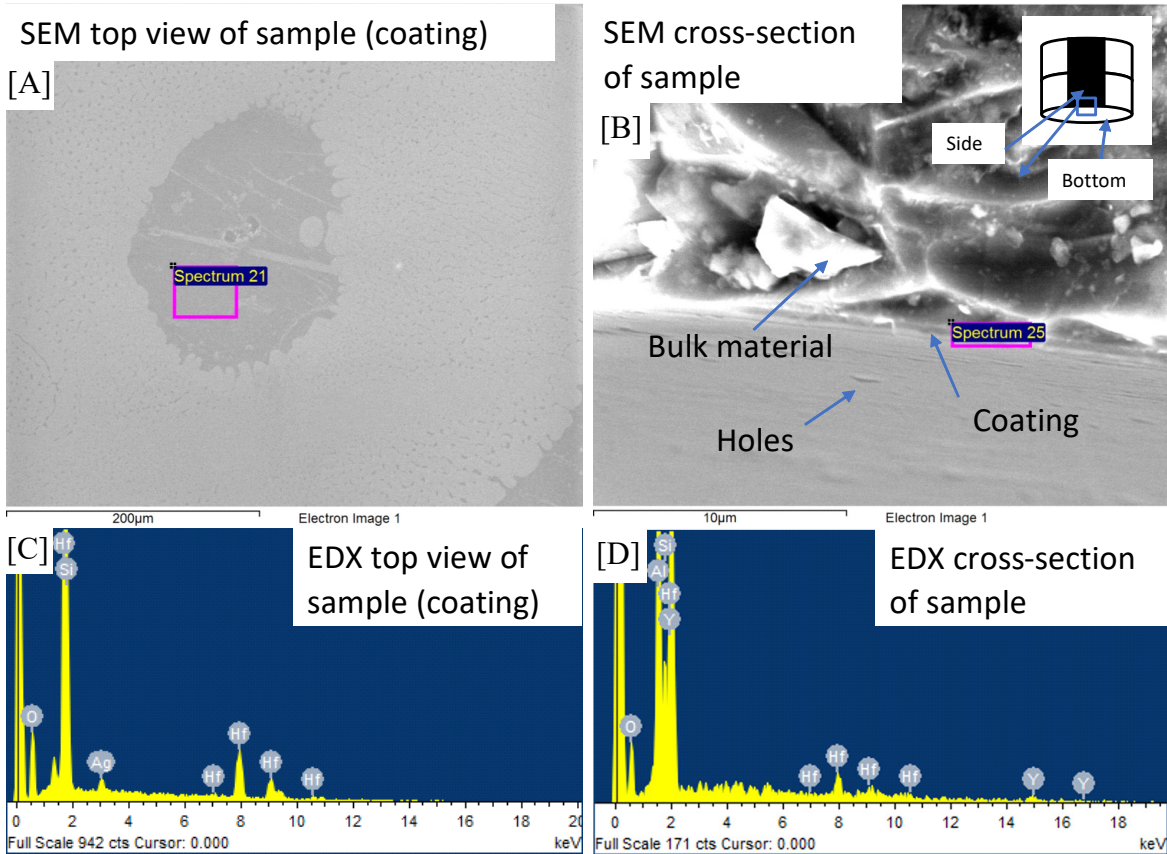 SEM top view of sample (coating)
[A]
Spectrum 21
200µm
Electron Image 1
SEM cross-section
of sample
[B]
Side
Bottom
Bulk material
Spectrum 25
Holes
Coating
10µm
Electron Image 1
[C]
EDX top view of
sample (coating)
Hf
Si
O
Ag
Hf
Hf
Hf
Hf
0 2 4 6 8 10 12 14 16 18 20
Full Scale 942 cts Cursor: 0.000
keV
[D]
EDX cross-section
of sample
Si
Al
Hf
Y
O
Hf
Hf
Hf
Hf
Y
Y
0 2 4 6 8 10 12 14 16 18
Full Scale 171 cts Cursor: 0.000
keV